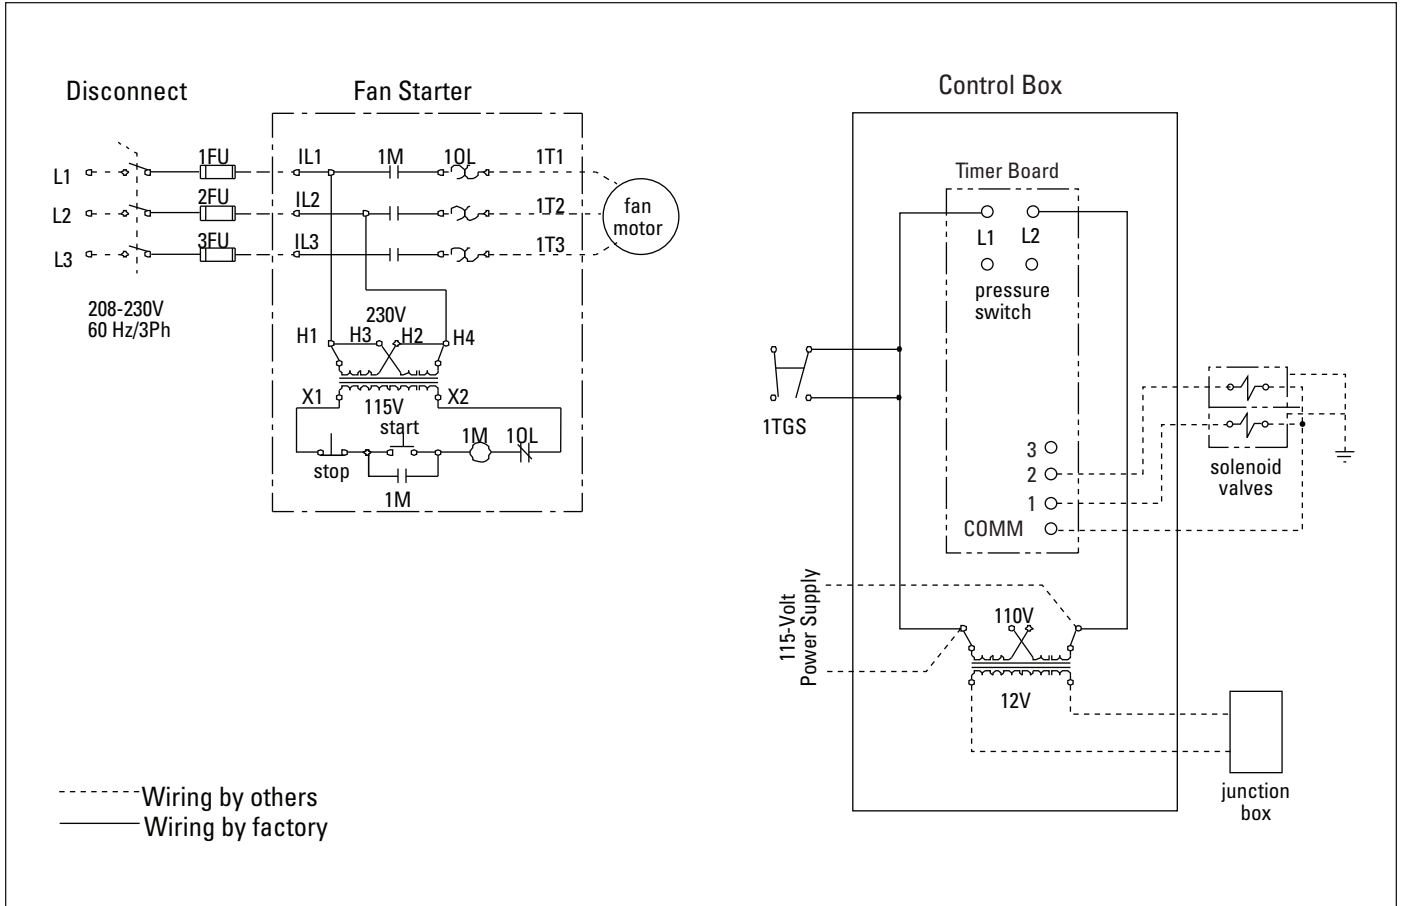 Disconnect
Fan Starter
Control Box
L1
1FU
IL1
1M
1OL
1T1
L2
2FU
IL2
1T2
fan
motor
L3
3FU
IL3
1T3
208-230V
60 Hz/3Ph
230V
H1
H3
H2
H4
X1
115V
X2
start
1M
1OL
stop
1M
Timer Board
L1
L2
pressure
switch
1TGS
3
2
1
COMM
solenoid
valves
115-Volt
Power Supply
110V
12V
junction
box
Wiring by others
Wiring by factory